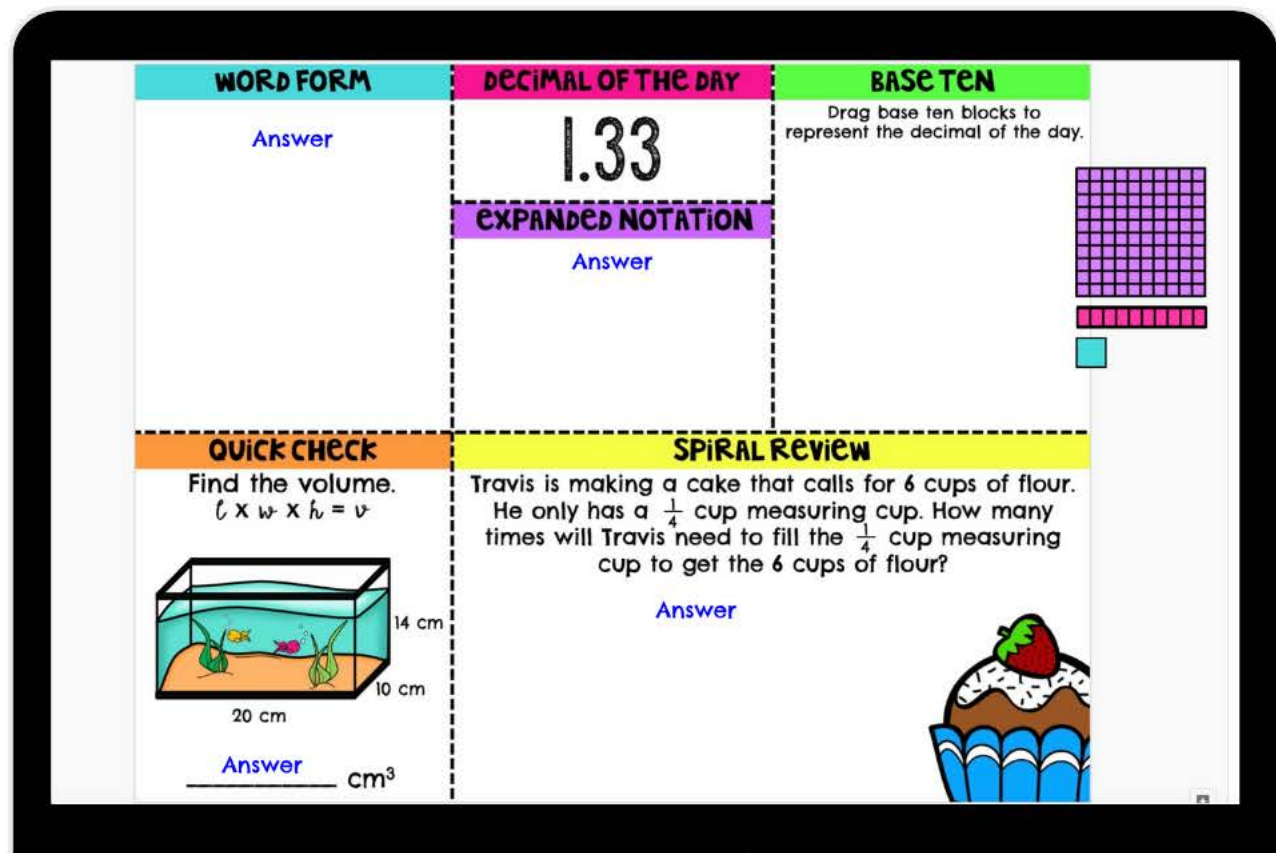 WORD FORM
Answer
DECIMAL OF THE DAY
1.33
EXPANDED NOTATION
Answer
BASE TEN
Drag base ten blocks to
represent the decimal of the day.
QUICK CHECK
Find the volume.
l x w x h = v
14 cm
10 cm
20 cm
Answer
____________ cm³
SPIRAL REVIEW
Travis is making a cake that calls for 6 cups of flour.
He only has a 1/4 cup measuring cup. How many
times will Travis need to fill the 1/4 cup measuring
cup to get the 6 cups of flour?
Answer